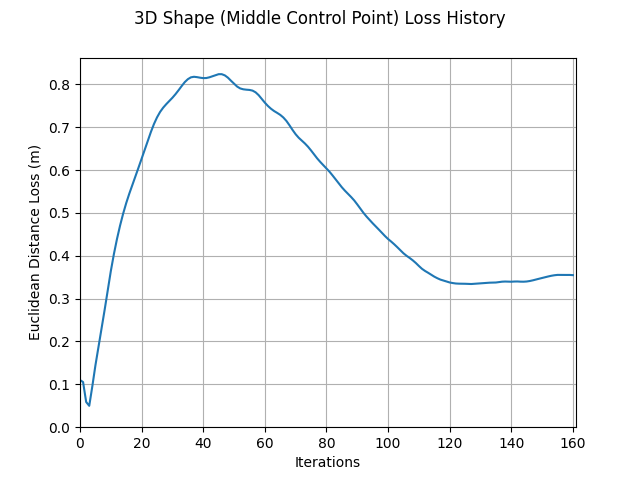 3D Shape (Middle Control Point) Loss History
0.8
0.7
0.6
0.5
0.4
0.3
0.2
0.1
0.0
Euclidean Distance Loss (m)
0 20 40 60 80 100 120 140 160
Iterations